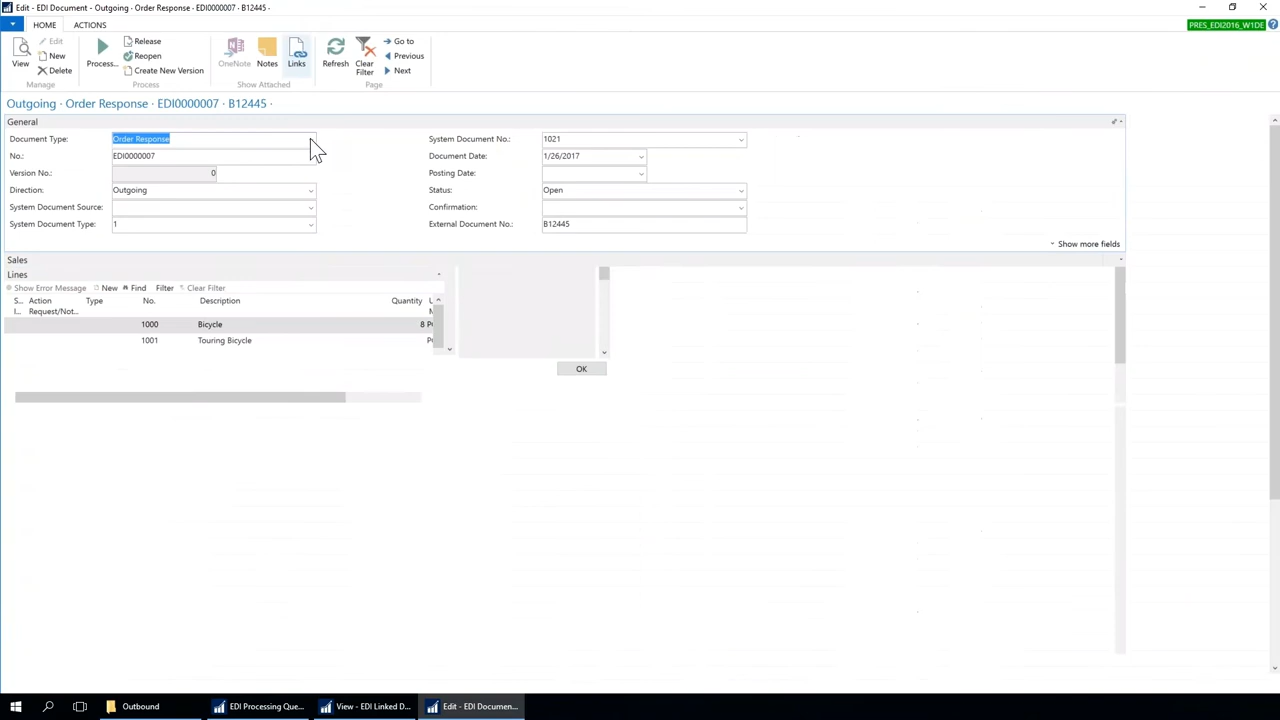 Edit - EDI Document - Outgoing · Order Response · EDI0000007 · B12445 ·
HOME ACTIONS PRES_EDI2016_W1DE
View Edit New Delete Manage
Process... Release Reopen Create New Version Process
OneNote Notes Links Show Attached
Refresh Clear Filter Go to Previous Next Page
Outgoing · Order Response · EDI0000007 · B12445 ·
General
Document Type: Order Response System Document No.: 1021
No.: EDI0000007 Document Date: 1/26/2017
Version No.: 0 Posting Date:
Direction: Outgoing Status: Open
System Document Source: Confirmation:
System Document Type: 1 External Document No.: B12445
Show more fields
Sales
Lines
Show Error Message New Find Filter Clear Filter
S... Action Type No. Description Quantity U
I... Request/Not... M
1000 Bicycle 8 P
1001 Touring Bicycle P
OK
Outbound EDI Processing Que... View - EDI Linked D... Edit - EDI Documen...